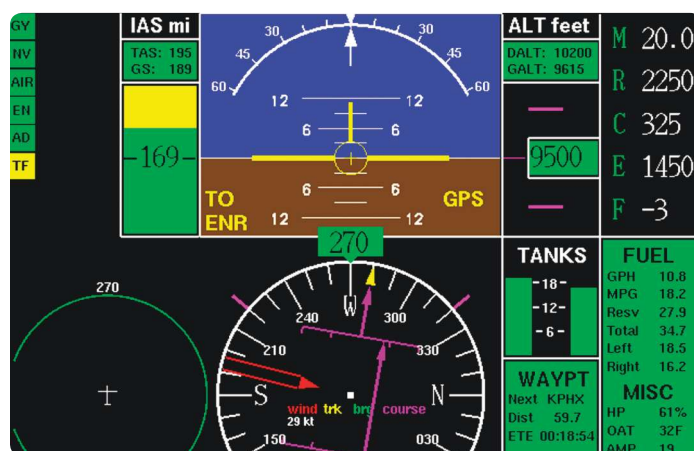 GY
NV
AIR
EN
AD
TF
IAS mi
TAS: 195
GS: 189
169
60
45
30
30
45
60
12 12
6 6
6 6
12 12
TO
ENR
GPS
ALT feet
DALT: 10200
GALT: 9615
9500
M 20.0
R 2250
C 325
E 1450
F -3
270
270
W
240
300
210
330
S
N
150
030
wind trk brg course
29 kt
TANKS
18
12
6
WAYPT
Next KPHX
Dist 59.7
ETE 00:18:54
FUEL
GPH 10.8
MPG 18.2
Resv 27.9
Total 34.7
Left 18.5
Right 16.2
MISC
HP 61%
OAT 32F
AMP 19